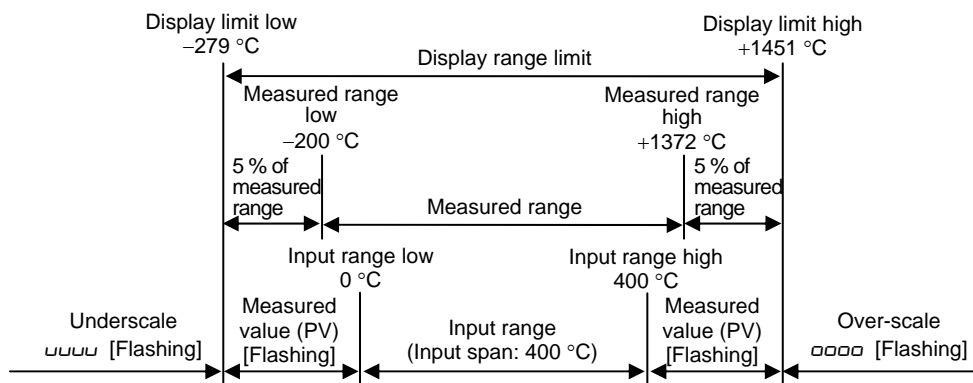 Display limit low
−279 °C
Display limit high
+1451 °C
Display range limit
Measured range
low
−200 °C
Measured range
high
+1372 °C
5 % of
measured
range
Measured range
5 % of
measured
range
Input range low
0 °C
Input range high
400 °C
Underscale
uuuu [Flashing]
Measured
value (PV)
[Flashing]
Input range
(Input span: 400 °C)
Measured
value (PV)
[Flashing]
Over-scale
oooo [Flashing]